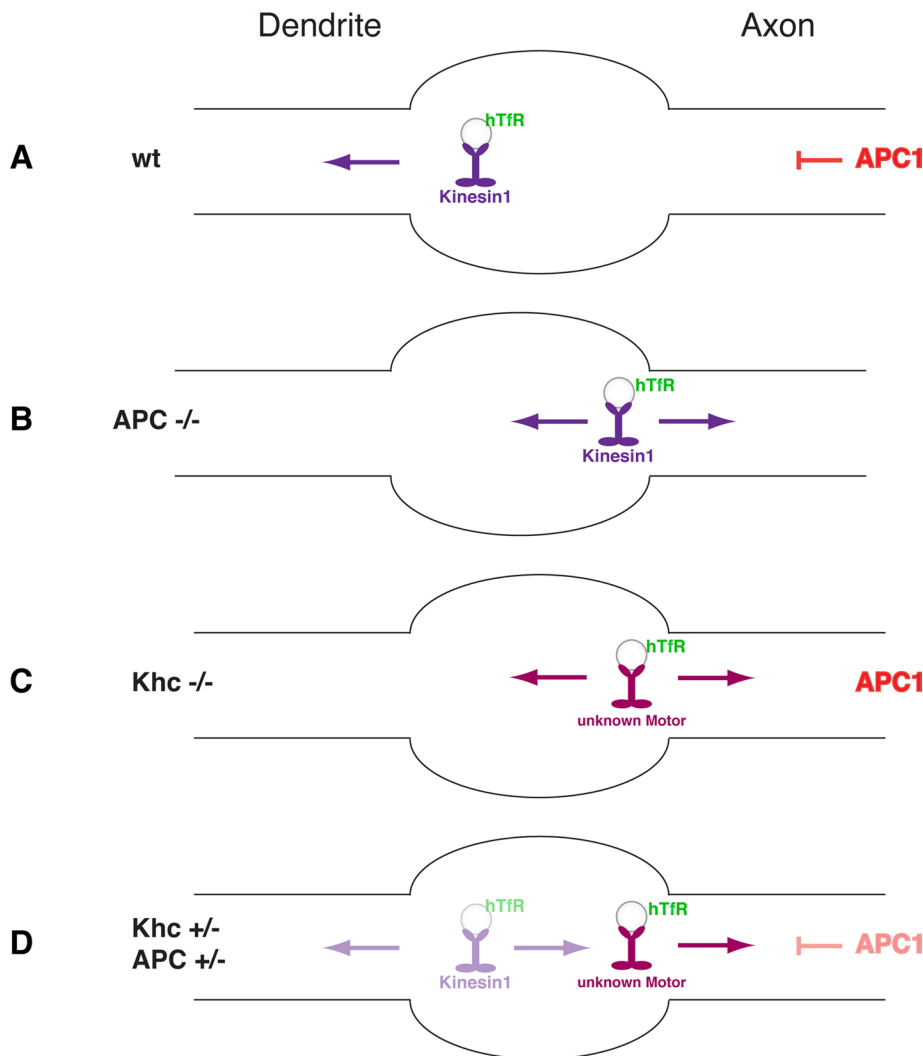 Dendrite Axon
A wt hTfR Kinesin1 APC1
B APC -/- hTfR Kinesin1
C Khc -/- hTfR unknown Motor APC1
D Khc +/- APC +/- hTfR Kinesin1 hTfR unknown Motor APC1